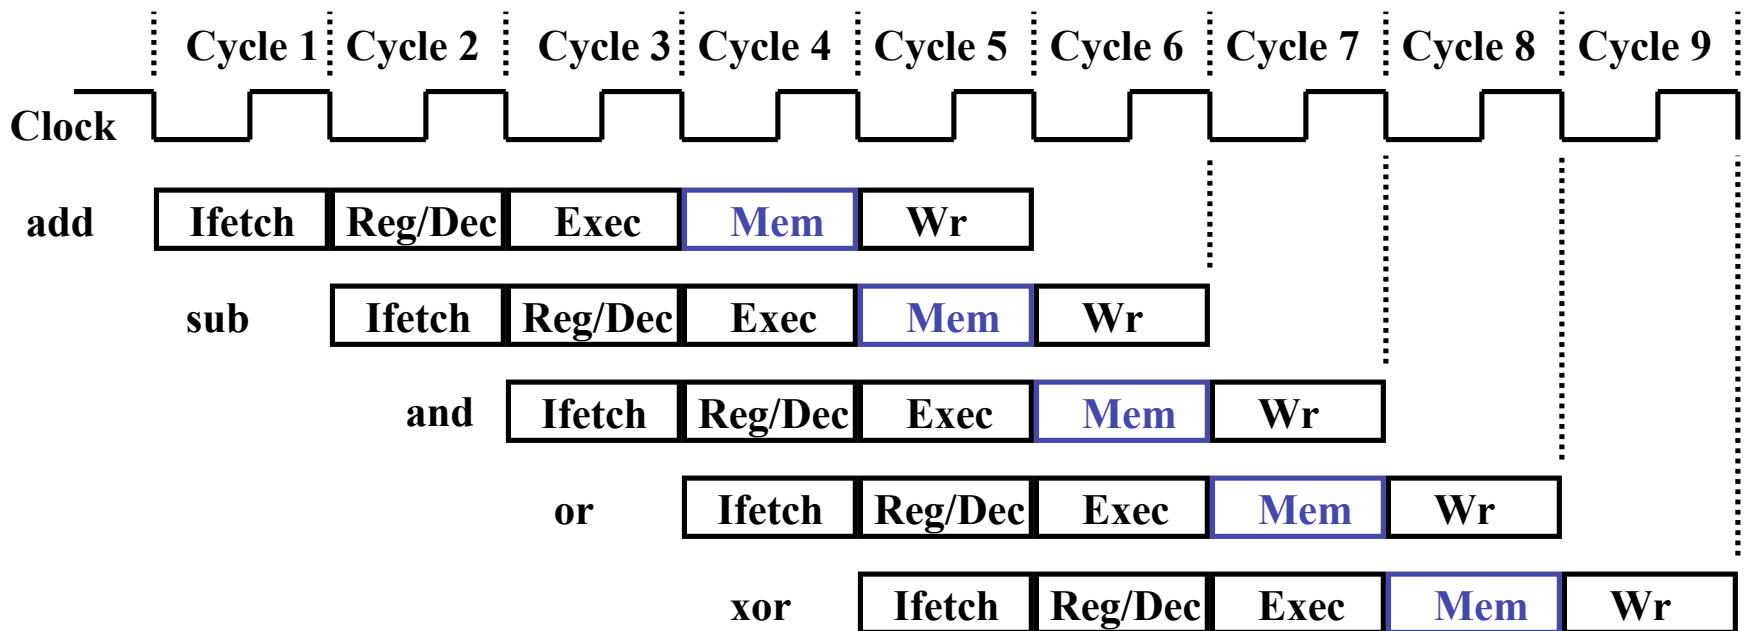 Cycle 1 Cycle 2 Cycle 3 Cycle 4 Cycle 5 Cycle 6 Cycle 7 Cycle 8 Cycle 9
Clock
add Ifetch Reg/Dec Exec Mem Wr
sub Ifetch Reg/Dec Exec Mem Wr
and Ifetch Reg/Dec Exec Mem Wr
or Ifetch Reg/Dec Exec Mem Wr
xor Ifetch Reg/Dec Exec Mem Wr